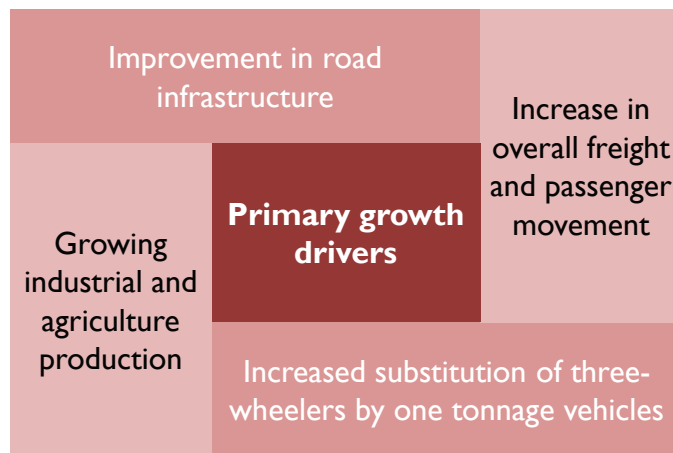 Improvement in road
infrastructure
Increase in
overall freight
and passenger
movement
Primary growth
drivers
Growing
industrial and
agriculture
production
Increased substitution of three-
wheelers by one tonnage vehicles